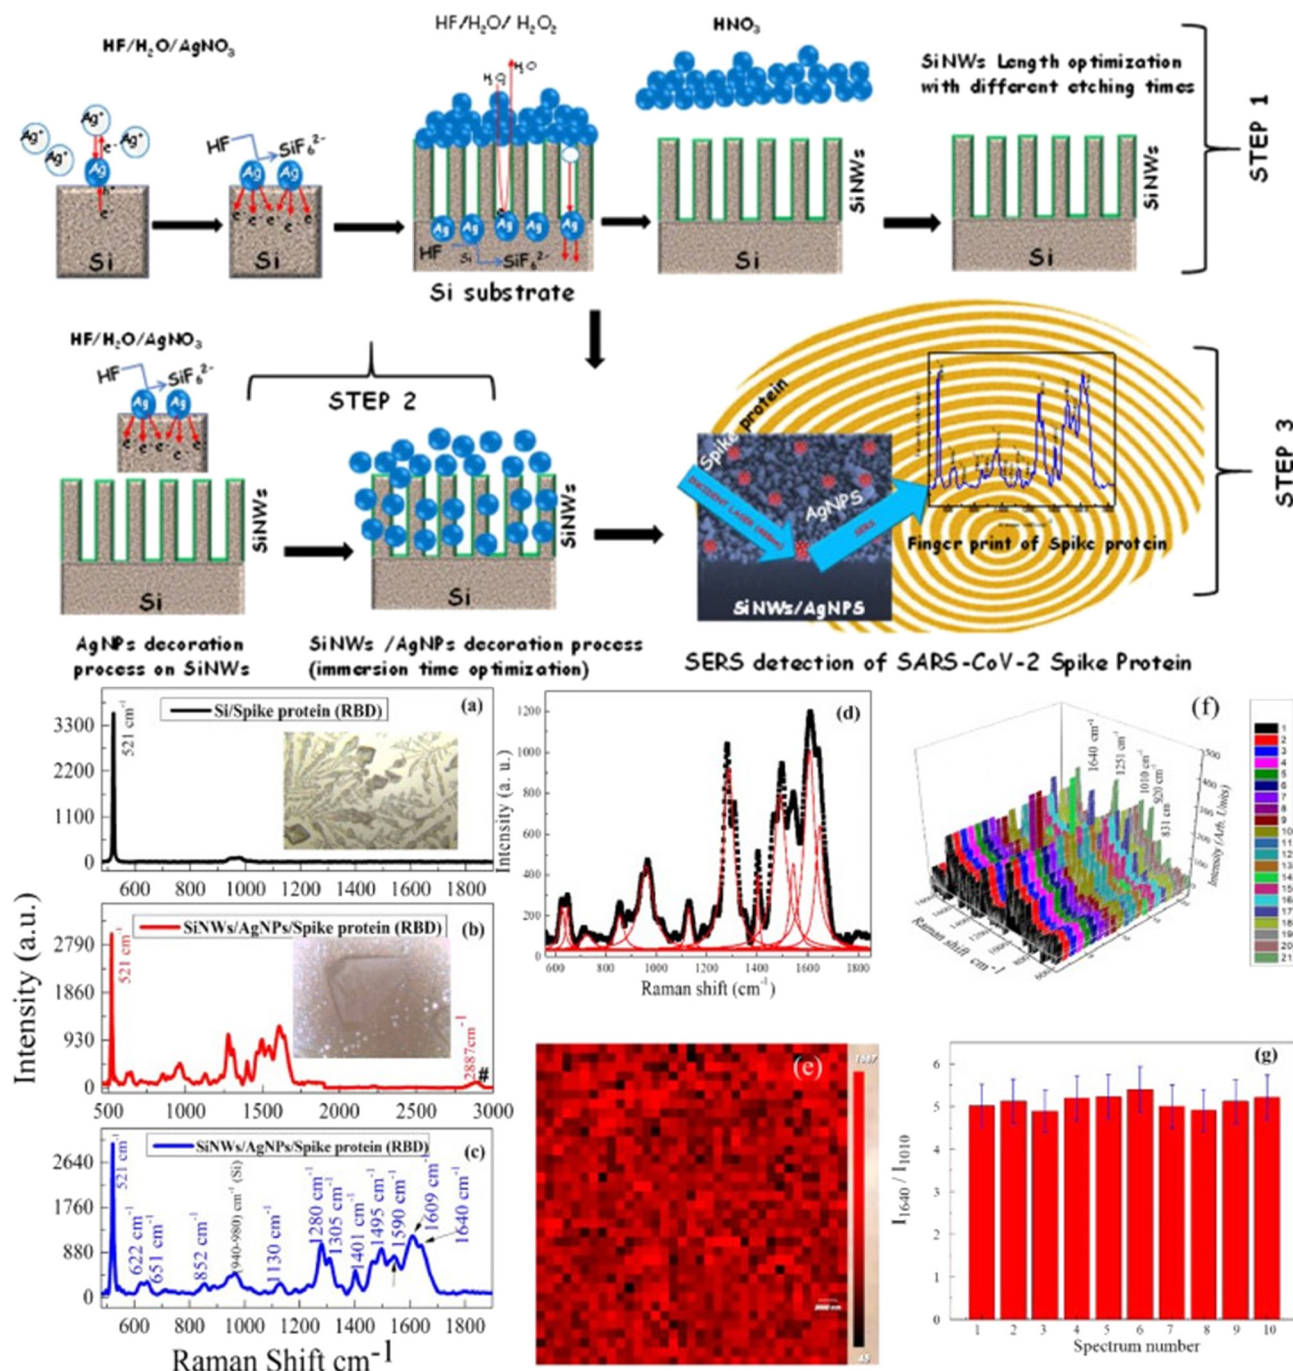 HF/H₂O/AgNO₃
HF/H₂O/ H₂O₂
HNO₃
SiNWs Length optimization
with different etching times
STEP 1
Ag⁺
Ag⁺
Ag⁺
Ag⁺
e⁻
Ag
h⁺
e⁻
Si
HF
SiF₆²⁻
Ag
Ag
e e e e
Si
H₂O
Ag
Ag
Ag
Ag
Ag
HF
Si
SiF₆²⁻
Si substrate
SiNWs
Si
SiNWs
Si
HF/H₂O/AgNO₃
HF
SiF₆²⁻
Ag
Ag
e e e e
STEP 2
SiNWs
Si
SiNWs
Si
AgNPs decoration
process on SiNWs
SiNWs /AgNPs decoration process
(immersion time optimization)
Spike protein
INCIDENT LASER
AgNPS
SERS
SiNWs/AgNPS
Finger print of Spike protein
STEP 3
SERS detection of SARS-CoV-2 Spike Protein
Intensity (a.u.)
(a)
Si/Spike protein (RBD)
521 cm⁻¹
3300
2200
1100
0
600 800 1000 1200 1400 1600 1800
(b)
SiNWs/AgNPs/Spike protein (RBD)
521 cm⁻¹
2887cm⁻¹
#
2790
1860
930
0
500 1000 1500 2000 2500 3000
(c)
SiNWs/AgNPs/Spike protein (RBD)
521 cm⁻¹
622 cm⁻¹
651 cm⁻¹
852 cm⁻¹
(940-980) cm⁻¹ (Si)
1130 cm⁻¹
1280 cm⁻¹
1305 cm⁻¹
1401 cm⁻¹
1495 cm⁻¹
1590 cm⁻¹
1609 cm⁻¹
1640 cm⁻¹
2640
1760
880
0
600 800 1000 1200 1400 1600 1800
Raman Shift cm⁻¹
(d)
Intensity (a. u.)
1200
1000
800
600
400
200
0
600 800 1000 1200 1400 1600 1800
Raman shift (cm⁻¹)
(e)
(f)
1640 cm⁻¹
1251 cm⁻¹
1010 cm⁻¹
920 cm⁻¹
831 cm
500
400
300
200
100
Intensity (Arb. Units)
Raman shift cm⁻¹
1
2
3
4
5
6
7
8
9
10
11
12
13
14
15
16
17
18
19
20
21
(g)
I₁₆₄₀ / I₁₀₁₀
6
5
4
3
2
1
0
1 2 3 4 5 6 7 8 9 10
Spectrum number